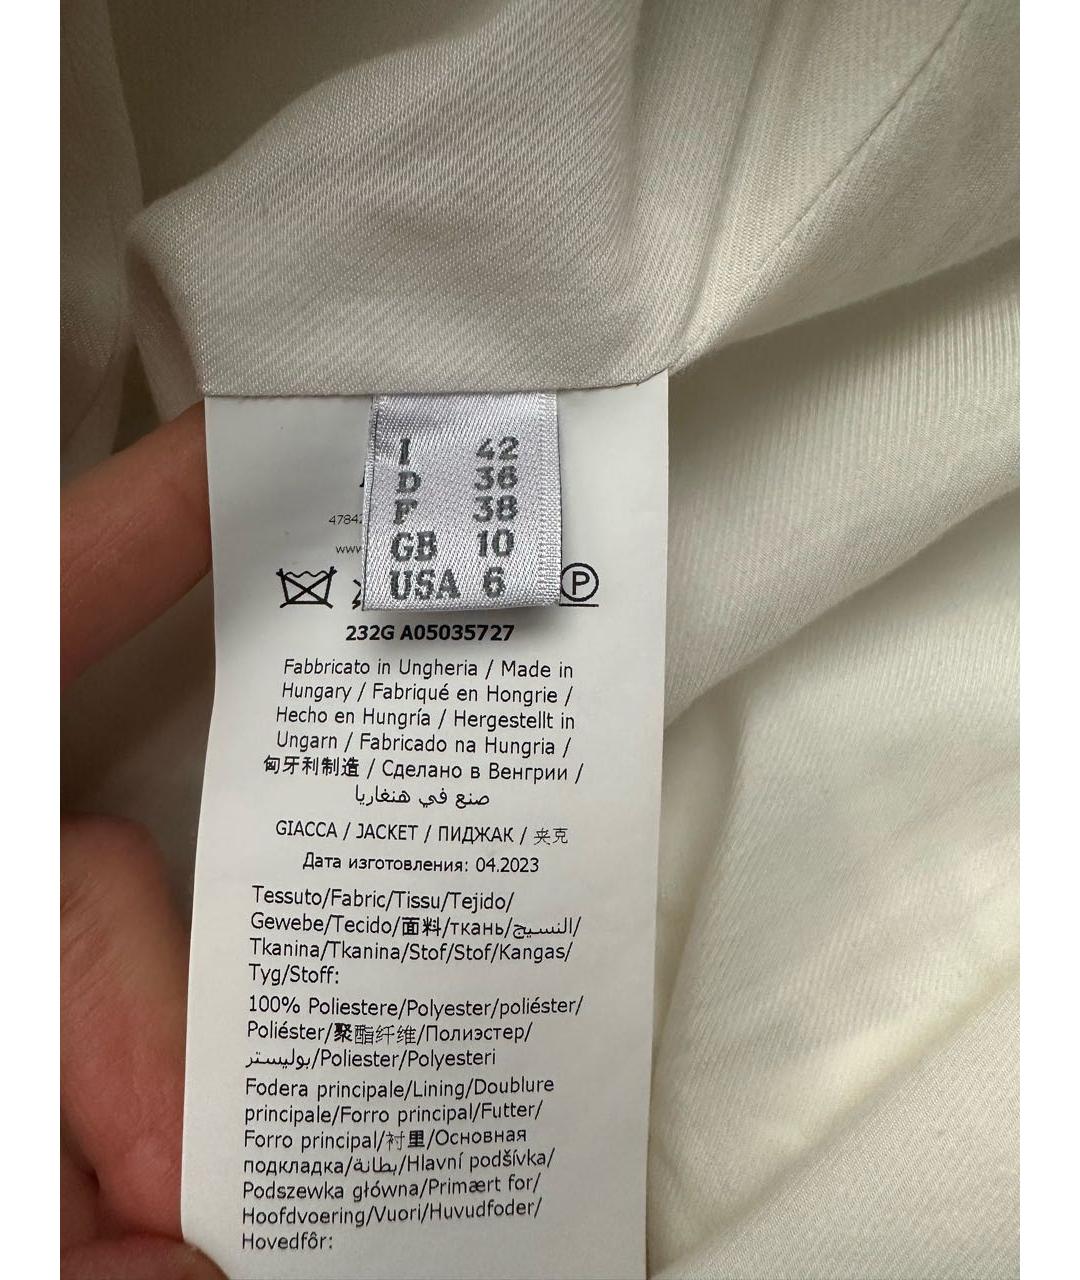 I 42
D 38
F 38
GB 10
USA 6
4784
www
P
232G A05035727
Fabbricato in Ungheria / Made in
Hungary / Fabriqué en Hongrie /
Hecho en Hungría / Hergestellt in
Ungarn / Fabricado na Hungria /
匈牙利制造 / Сделано в Венгрии /
صنع في هنغاريا
GIACCA / JACKET / ПИДЖАК / 夹克
Дата изготовления: 04.2023
Tessuto/Fabric/Tissu/Tejido/
Gewebe/Tecido/面料/ткань/النسيج/
Tkanina/Tkanina/Stof/Stof/Kangas/
Tyg/Stoff:
100% Poliestere/Polyester/poliéster/
Poliéster/聚酯纤维/Полиэстер/
بوليستر/Poliester/Polyesteri
Fodera principale/Lining/Doublure
principale/Forro principal/Futter/
Forro principal/衬里/Основная
подкладка/بطانة/Hlavní podšívka/
Podszewka główna/Primært for/
Hoofdvoering/Vuori/Huvudfoder/
Hovedfôr: